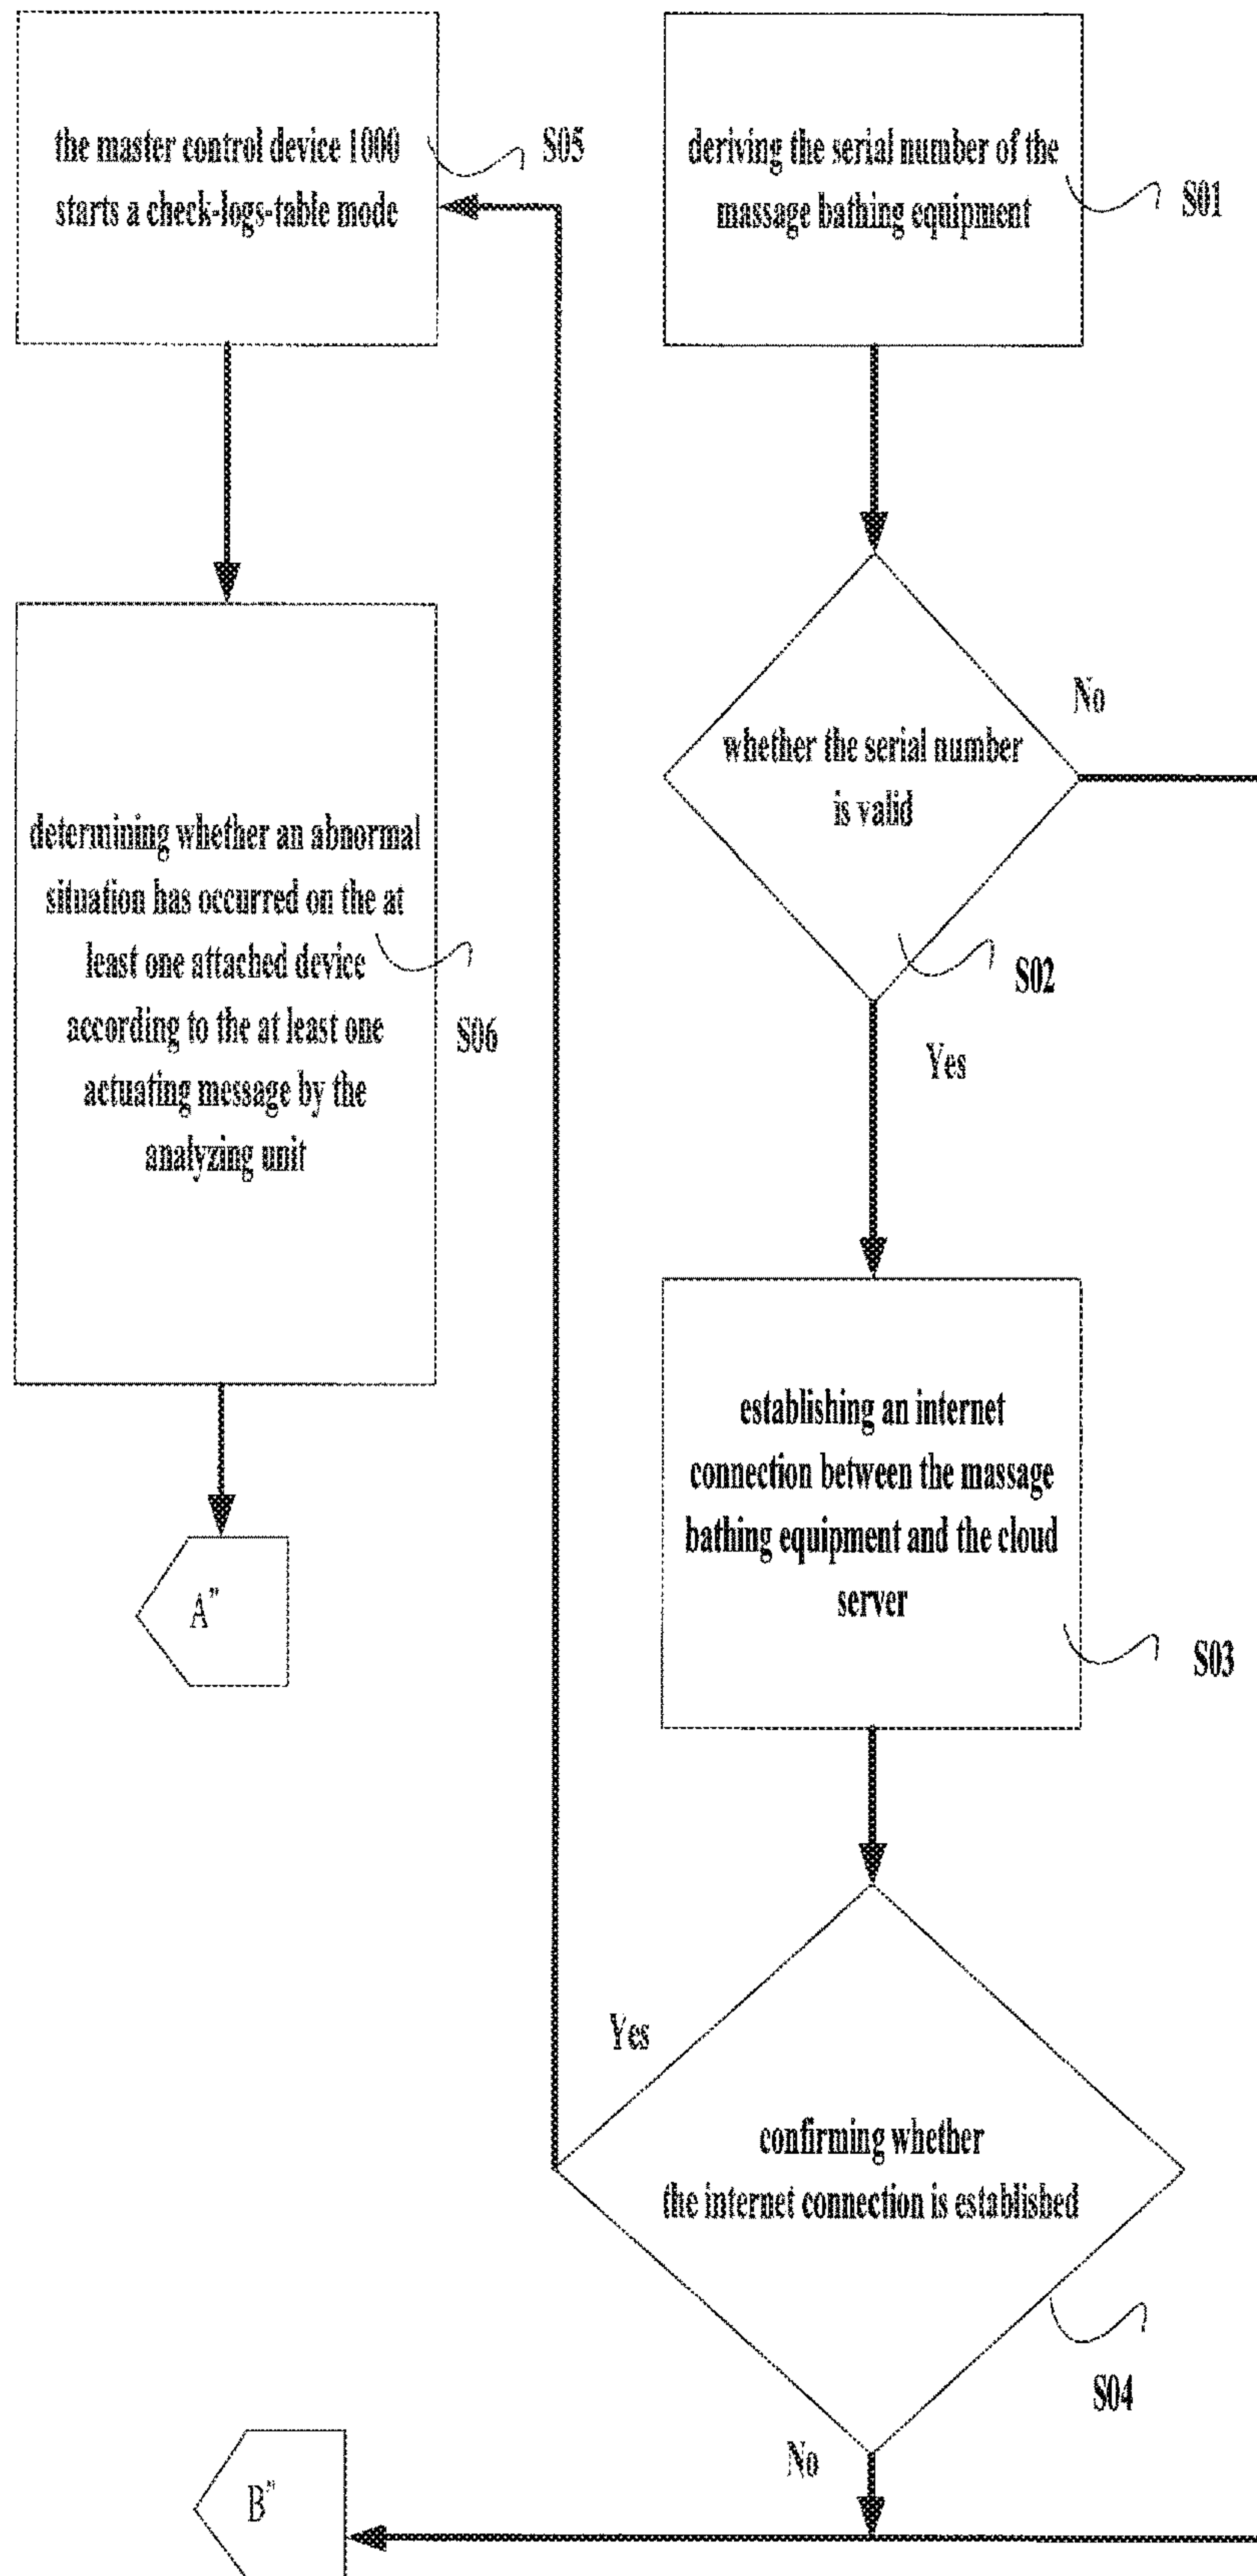 the master control device 1000
starts a check-logs-table mode
S05
deriving the serial number of the
massage bathing equipment
S01
whether the serial number
is valid
No
S02
Yes
determining whether an abnormal
situation has occurred on the at
least one attached device
according to the at least one
actuating message by the
analyzing unit
S06
establishing an internet
connection between the massage
bathing equipment and the cloud
server
S03
A”
Yes
confirming whether
the internet connection is established
S04
No
B”